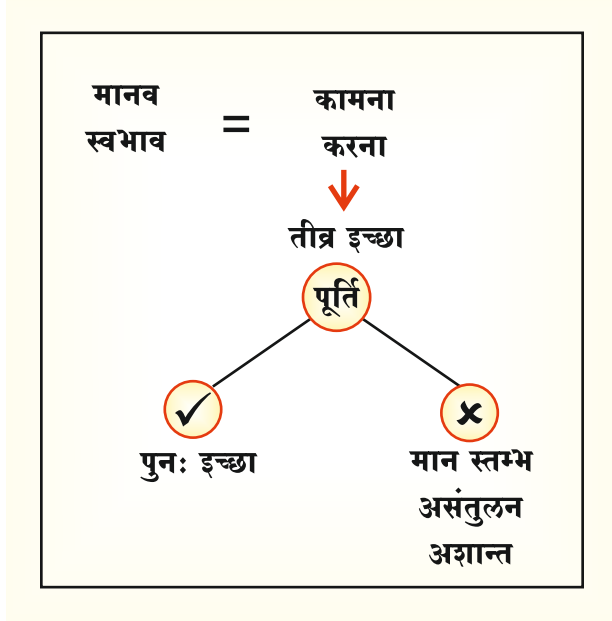 मानव
स्वभाव
=
कामना
करना
तीव्र इच्छा
पूर्ति
✓
✘
पुनः इच्छा
मान स्तम्भ
असंतुलन
अशान्त